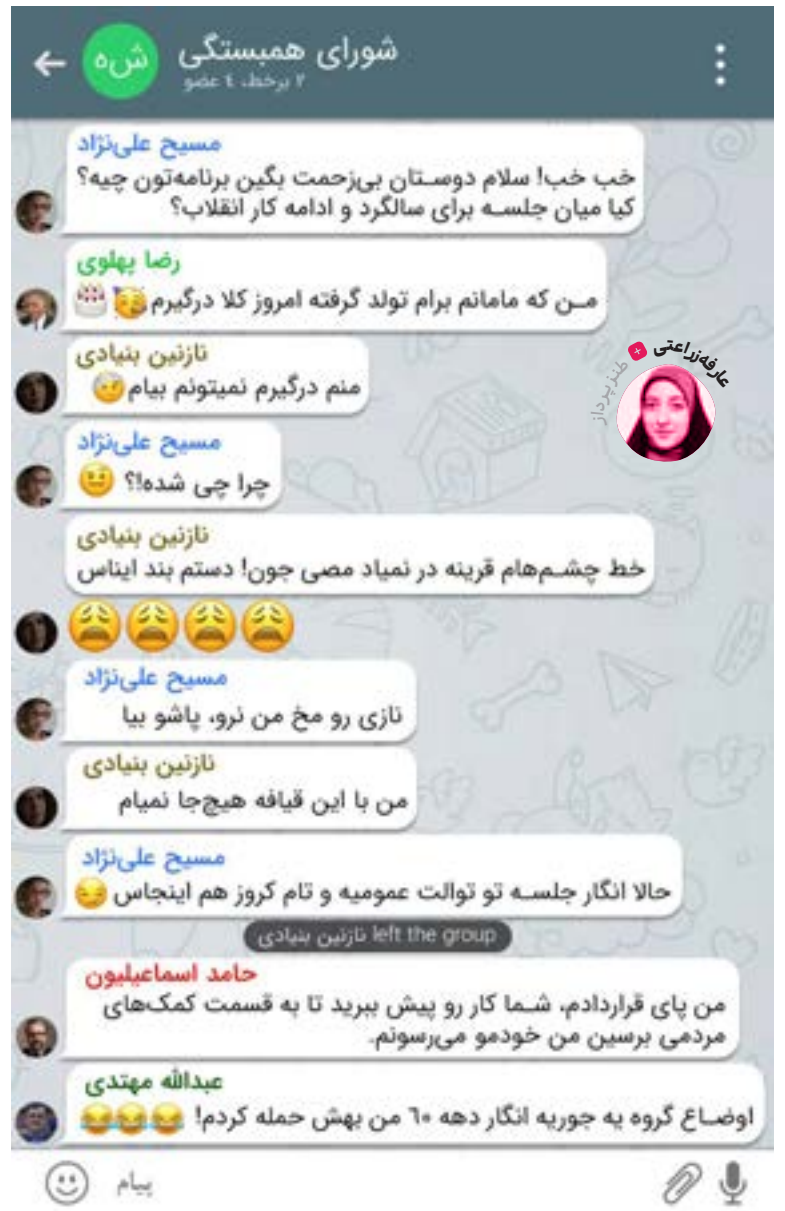 شورای همبستگی
شه
۲ برخط، ٤ عضو
مسیح علی‌نژاد
خب خب! سلام دوستان بی‌زحمت بگین برنامه‌تون چیه؟
کیا میان جلسه برای سالگرد و ادامه کار انقلاب؟
رضا پهلوی
من که مامانم برام تولد گرفته امروز کلا درگیرم🥳🎂
عارفه‌زراعتی
طنزپرداز
نازنین بنیادی
منم درگیرم نمیتونم بیام🤕
مسیح علی‌نژاد
چرا چی شده!؟ 🤨
نازنین بنیادی
خط چشم‌هام قرینه در نمیاد مصی جون! دستم بند ایناس
😩😩😩😩
مسیح علی‌نژاد
نازی رو مخ من نرو، پاشو بیا
نازنین بنیادی
من با این قیافه هیچ‌جا نمیام
مسیح علی‌نژاد
حالا انگار جلسه تو توالت عمومیه و تام کروز هم اینجاس 😏
نازنین بنیادی left the group
حامد اسماعیلیون
من پای قراردادم، شما کار رو پیش ببرید تا به قسمت کمک‌های
مردمی برسین من خودمو می‌رسونم.
عبدالله مهتدی
اوضاع گروه یه جوریه انگار دهه ٦٠ من بهش حمله کردم! 😂😂😂
پیام